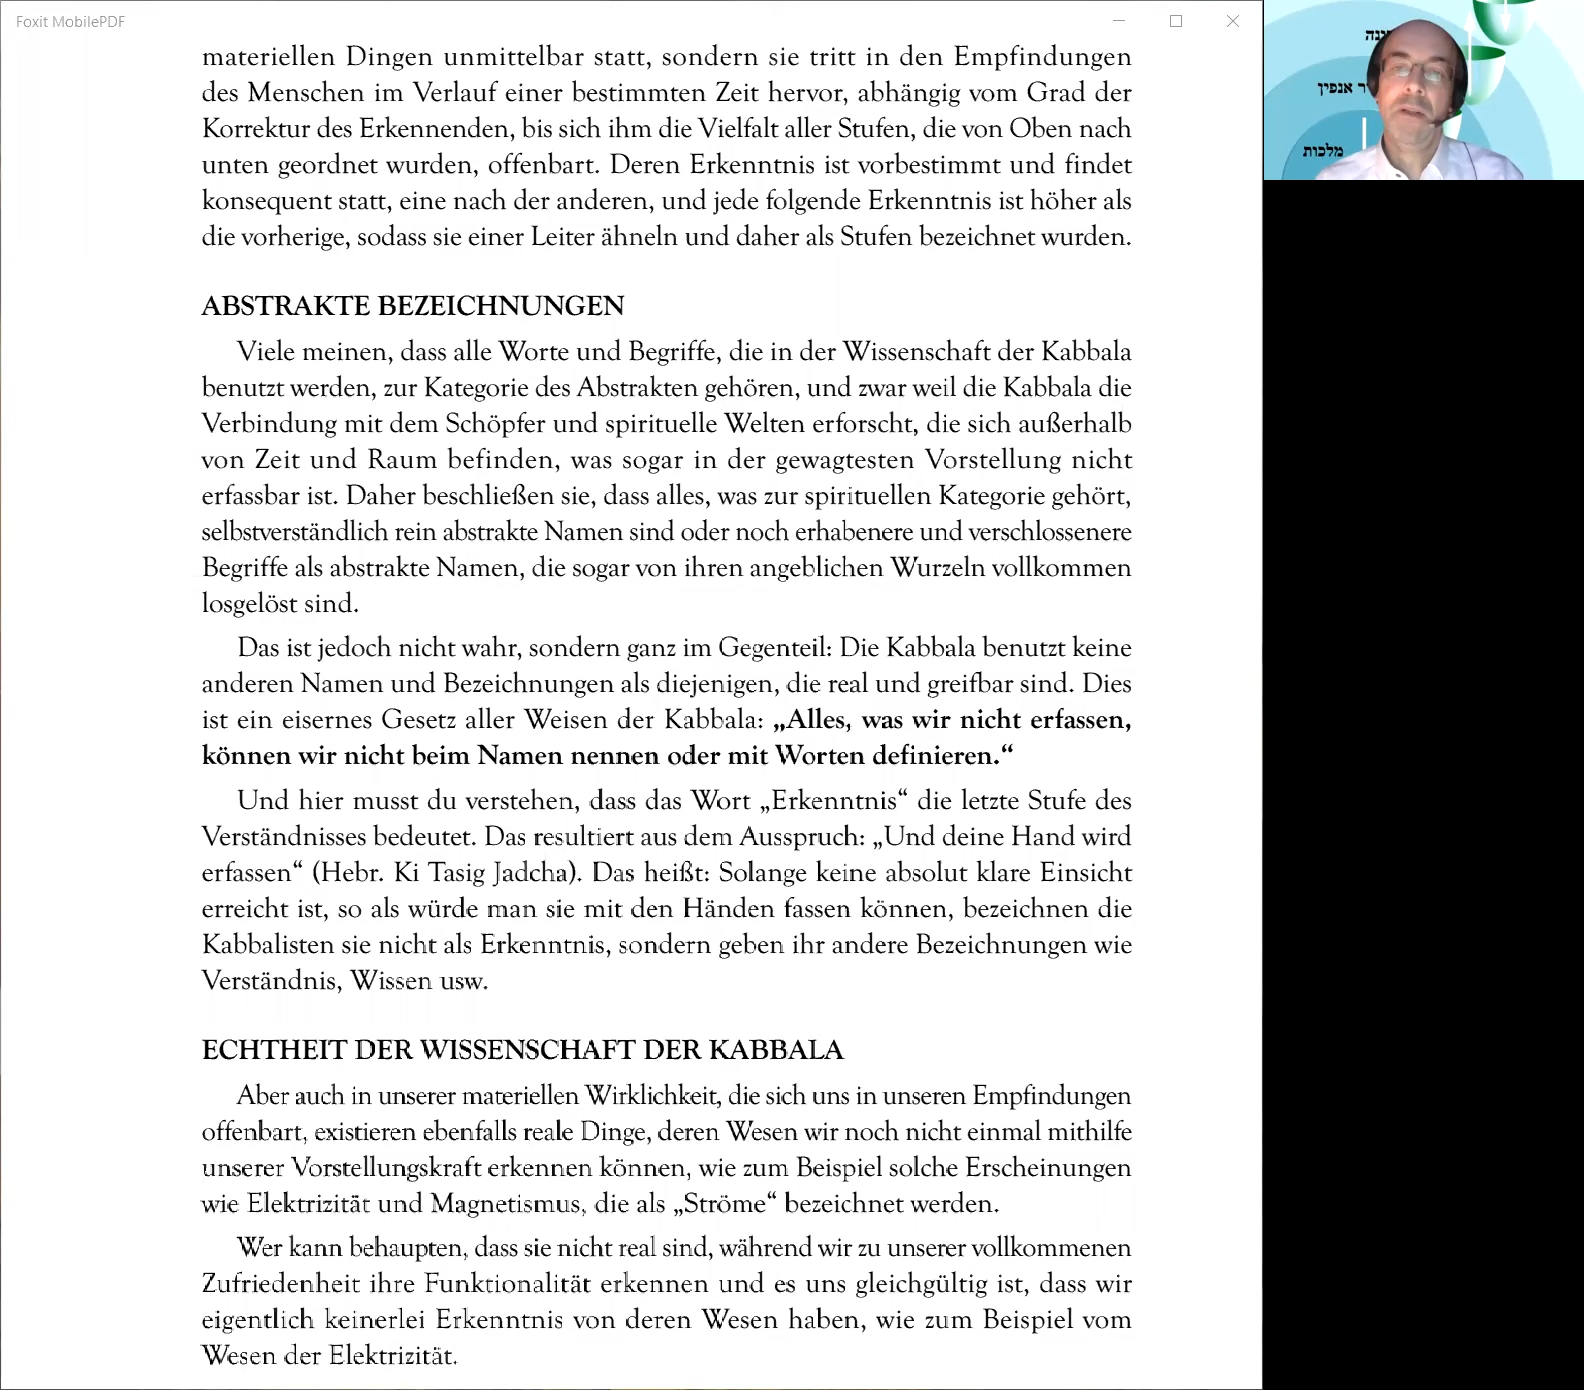 Foxit MobilePDF
materiellen Dingen unmittelbar statt, sondern sie tritt in den Empfindungen
des Menschen im Verlauf einer bestimmten Zeit hervor, abhängig vom Grad der
Korrektur des Erkennenden, bis sich ihm die Vielfalt aller Stufen, die von Oben nach
unten geordnet wurden, offenbart. Deren Erkenntnis ist vorbestimmt und findet
konsequent statt, eine nach der anderen, und jede folgende Erkenntnis ist höher als
die vorherige, sodass sie einer Leiter ähneln und daher als Stufen bezeichnet wurden.
ABSTRAKTE BEZEICHNUNGEN
Viele meinen, dass alle Worte und Begriffe, die in der Wissenschaft der Kabbala
benutzt werden, zur Kategorie des Abstrakten gehören, und zwar weil die Kabbala die
Verbindung mit dem Schöpfer und spirituelle Welten erforscht, die sich außerhalb
von Zeit und Raum befinden, was sogar in der gewagtesten Vorstellung nicht
erfassbar ist. Daher beschließen sie, dass alles, was zur spirituellen Kategorie gehört,
selbstverständlich rein abstrakte Namen sind oder noch erhabenere und verschlossenere
Begriffe als abstrakte Namen, die sogar von ihren angeblichen Wurzeln vollkommen
losgelöst sind.
Das ist jedoch nicht wahr, sondern ganz im Gegenteil: Die Kabbala benutzt keine
anderen Namen und Bezeichnungen als diejenigen, die real und greifbar sind. Dies
ist ein eisernes Gesetz aller Weisen der Kabbala: „Alles, was wir nicht erfassen,
können wir nicht beim Namen nennen oder mit Worten definieren.“
Und hier musst du verstehen, dass das Wort „Erkenntnis“ die letzte Stufe des
Verständnisses bedeutet. Das resultiert aus dem Ausspruch: „Und deine Hand wird
erfassen“ (Hebr. Ki Tasig Jadcha). Das heißt: Solange keine absolut klare Einsicht
erreicht ist, so als würde man sie mit den Händen fassen können, bezeichnen die
Kabbalisten sie nicht als Erkenntnis, sondern geben ihr andere Bezeichnungen wie
Verständnis, Wissen usw.
ECHTHEIT DER WISSENSCHAFT DER KABBALA
Aber auch in unserer materiellen Wirklichkeit, die sich uns in unseren Empfindungen
offenbart, existieren ebenfalls reale Dinge, deren Wesen wir noch nicht einmal mithilfe
unserer Vorstellungskraft erkennen können, wie zum Beispiel solche Erscheinungen
wie Elektrizität und Magnetismus, die als „Ströme“ bezeichnet werden.
Wer kann behaupten, dass sie nicht real sind, während wir zu unserer vollkommenen
Zufriedenheit ihre Funktionalität erkennen und es uns gleichgültig ist, dass wir
eigentlich keinerlei Erkenntnis von deren Wesen haben, wie zum Beispiel vom
Wesen der Elektrizität.
אנפין
מלכות